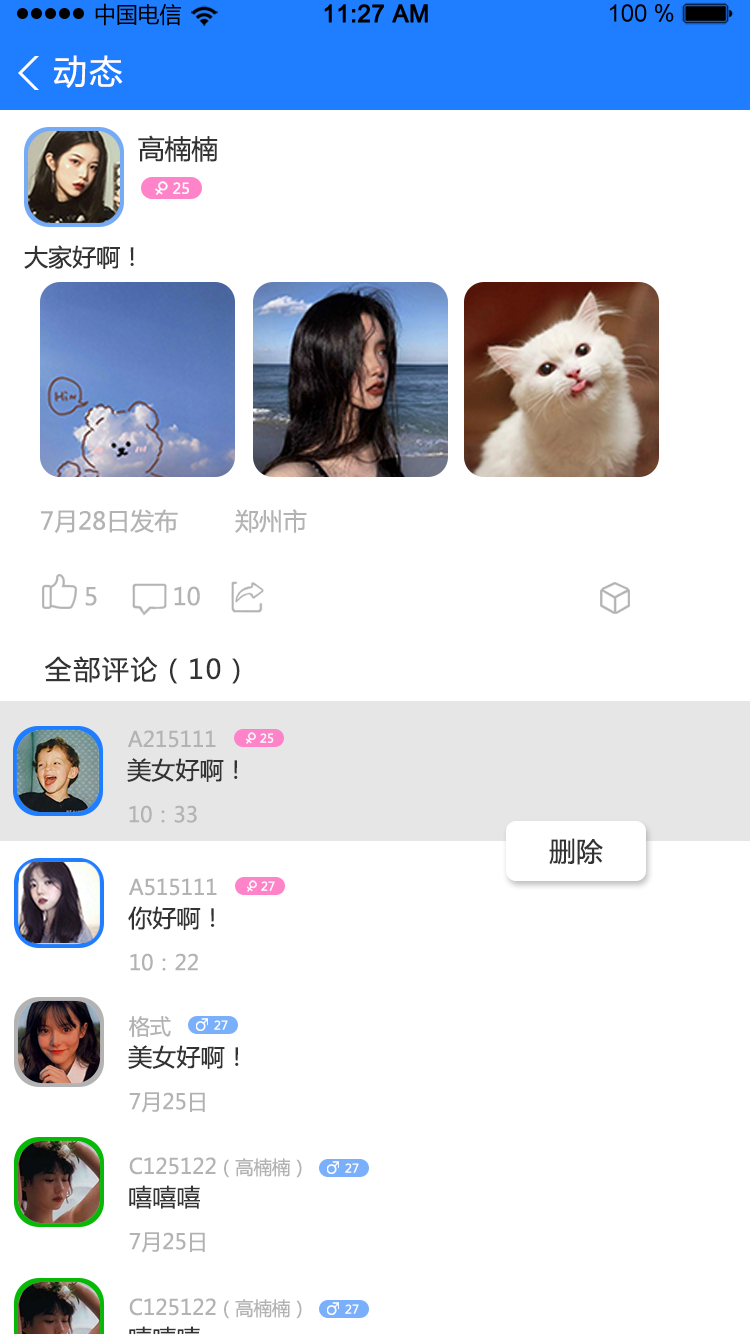 中国电信 11:27 AM 100 %
动态
高楠楠
25
大家好啊！
Hi~
7月28日发布 郑州市
5 10
全部评论（10）
A215111 25
美女好啊！
10：33
删除
A515111 27
你好啊！
10：22
格式 27
美女好啊！
7月25日
C125122（高楠楠） 27
嘻嘻嘻
7月25日
C125122（高楠楠） 27
嘻嘻嘻